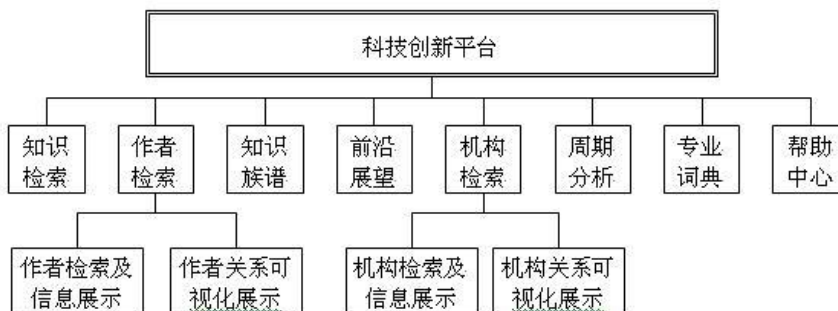 科技创新平台
知识
检索
作者
检索
知识
族谱
前沿
展望
机构
检索
周期
分析
专业
词典
帮助
中心
作者检索及
信息展示
作者关系可
视化展示
机构检索及
信息展示
机构关系可
视化展示